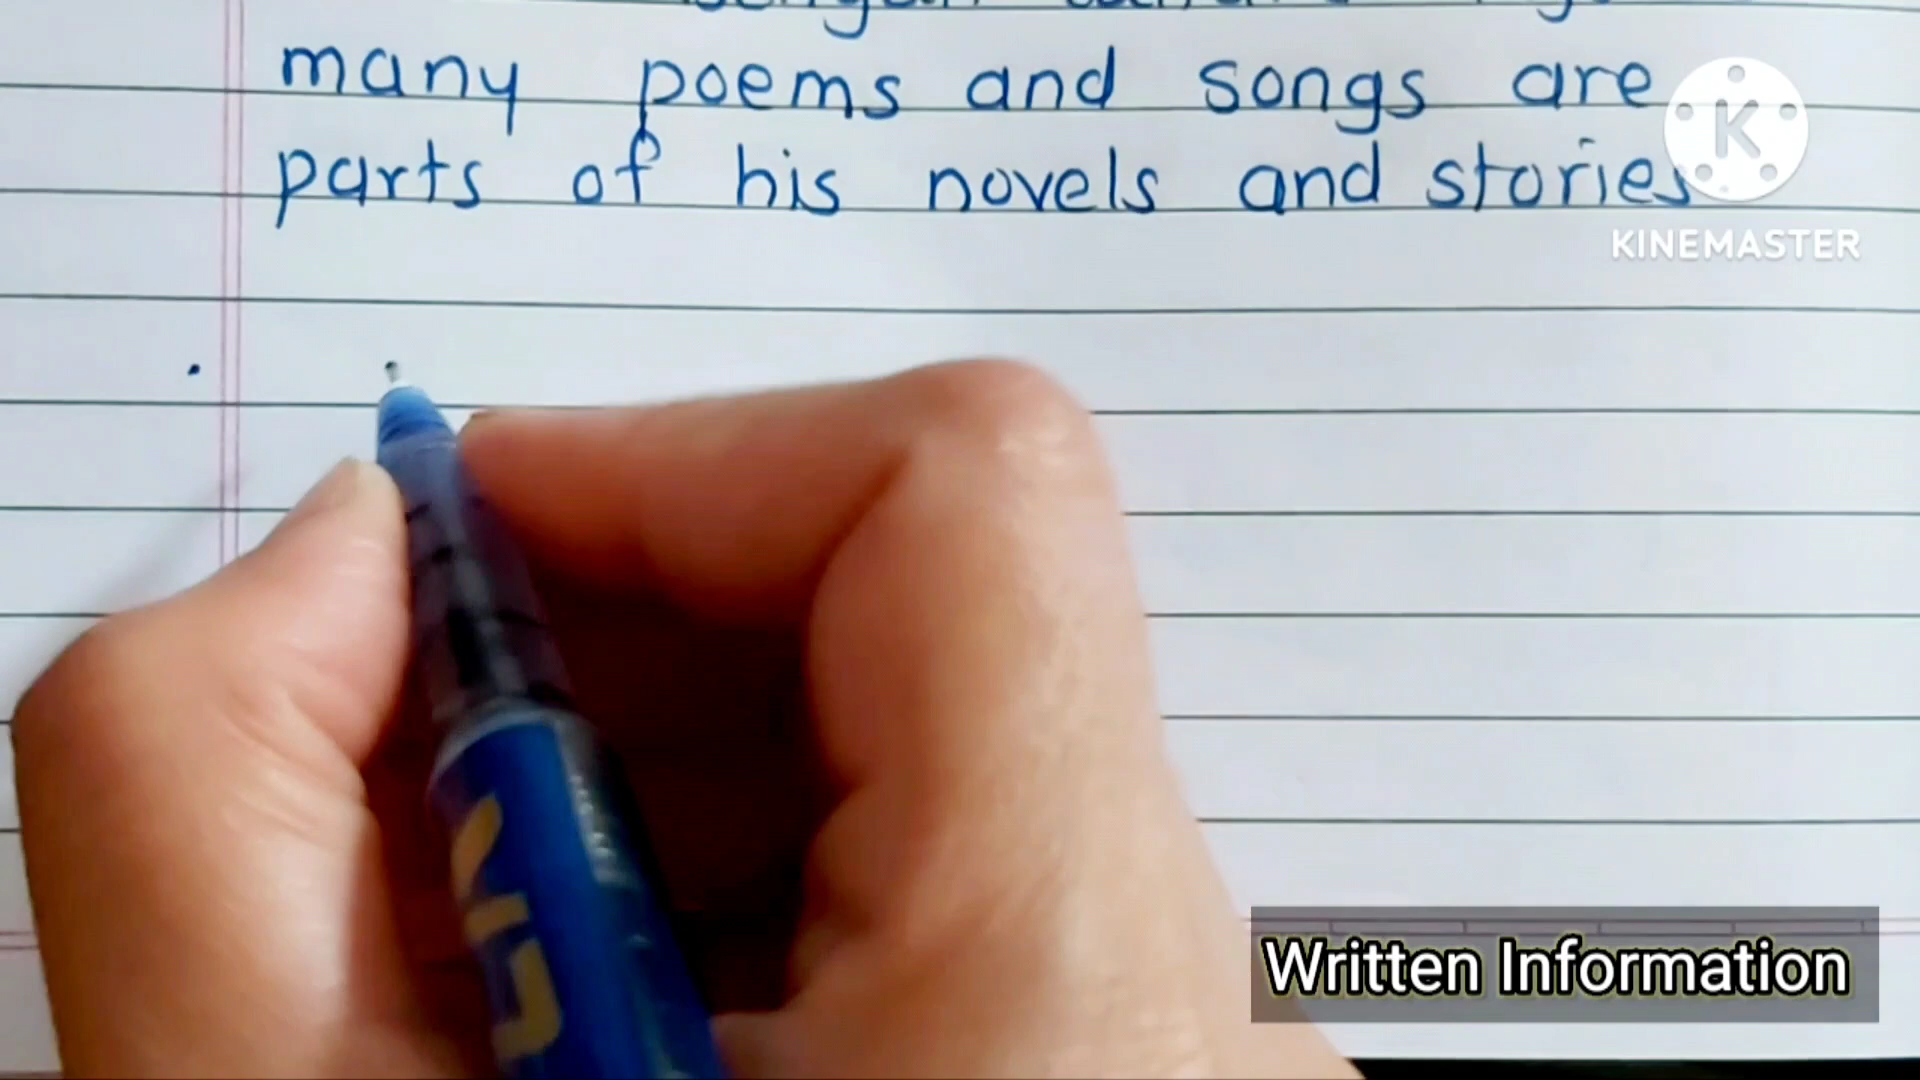 many poems and songs are
parts of his novels and stories
K
KINEMASTER
Written Information